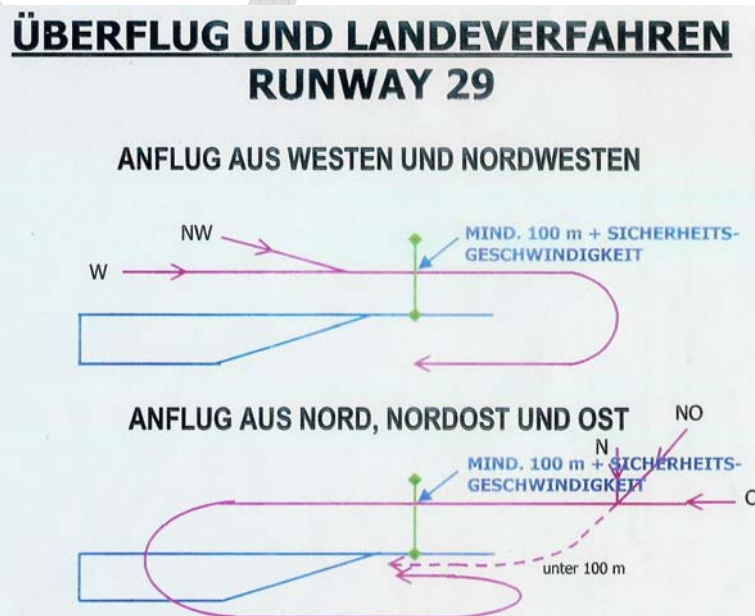 ÜBERFLUG UND LANDEVERFAHREN
RUNWAY 29
ANFLUG AUS WESTEN UND NORDWESTEN
NW
W
MIND. 100 m + SICHERHEITS-
GESCHWINDIGKEIT
ANFLUG AUS NORD, NORDOST UND OST
NO
N
MIND. 100 m + SICHERHEITS-
GESCHWINDIGKEIT
O
unter 100 m